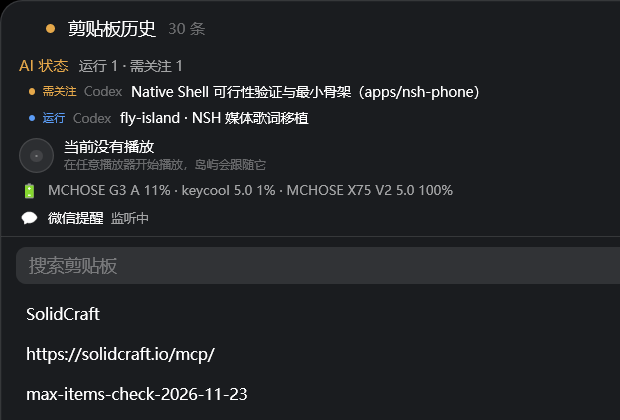 剪贴板历史 30 条
AI 状态 运行 1 · 需关注 1
需关注 Codex Native Shell 可行性验证与最小骨架（apps/nsh-phone）
运行 Codex fly-island · NSH 媒体歌词移植
当前没有播放
在任意播放器开始播放，岛屿会跟随它
MCHOSE G3 A 11% · keycool 5.0 1% · MCHOSE X75 V2 5.0 100%
微信提醒 监听中
搜索剪贴板
SolidCraft
https://solidcraft.io/mcp/
max-items-check-2026-11-23